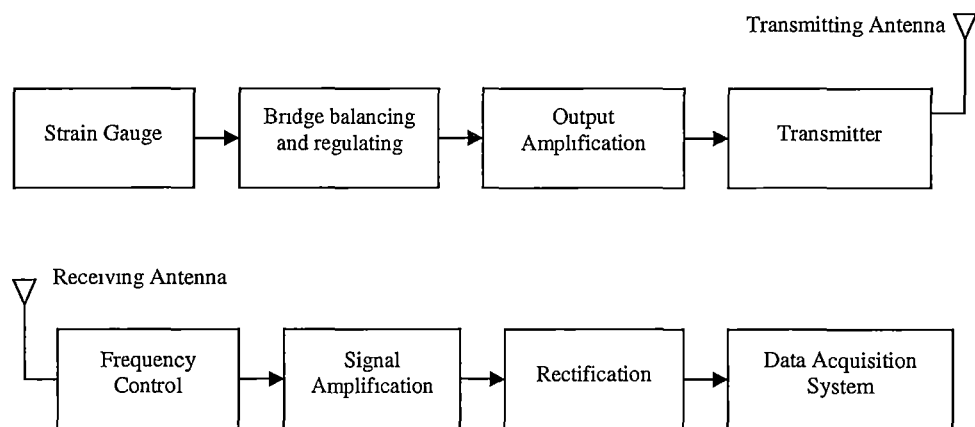 Transmitting Antenna
Strain Gauge
Bridge balancing
and regulating
Output
Amplification
Transmitter
Receiving Antenna
Frequency
Control
Signal
Amplification
Rectification
Data Acquisition
System